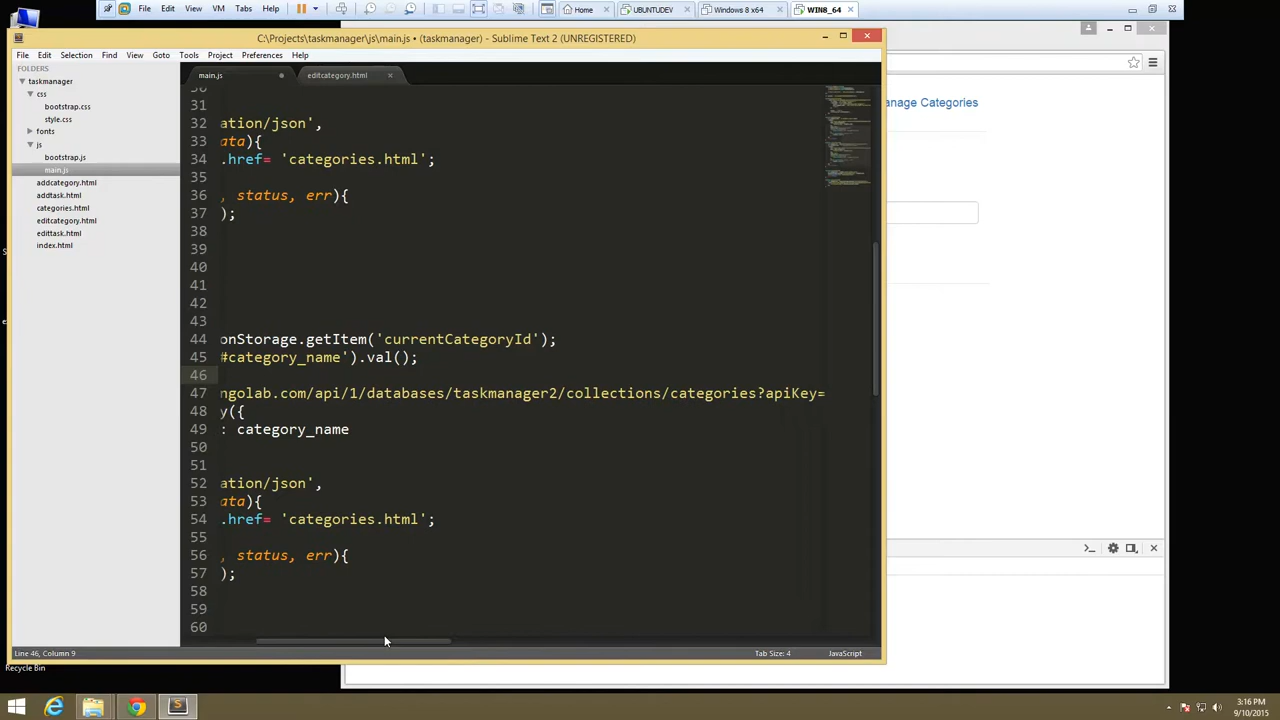 File Edit View VM Tabs Help
Home UBUNTUDEV Windows 8 x64 WIN8_64
C:\Projects\taskmanager\js\main.js • (taskmanager) - Sublime Text 2 (UNREGISTERED)
File Edit Selection Find View Goto Tools Project Preferences Help
FOLDERS
taskmanager
css
bootstrap.css
style.css
fonts
js
bootstrap.js
main.js
addcategory.html
addtask.html
categories.html
editcategory.html
edittask.html
index.html
main.js editcategory.html
31
32 ation/json',
33 ata){
34 .href= 'categories.html';
35
36 , status, err){
37 );
38
39
40
41
42
43
44 onStorage.getItem('currentCategoryId');
45 #category_name').val();
46
47 ngolab.com/api/1/databases/taskmanager2/collections/categories?apiKey=
48 y({
49 : category_name
50
51
52 ation/json',
53 ata){
54 .href= 'categories.html';
55
56 , status, err){
57 );
58
59
60
Line 46, Column 9 Tab Size: 4 JavaScript
anage Categories
Recycle Bin
3:16 PM
9/10/2015